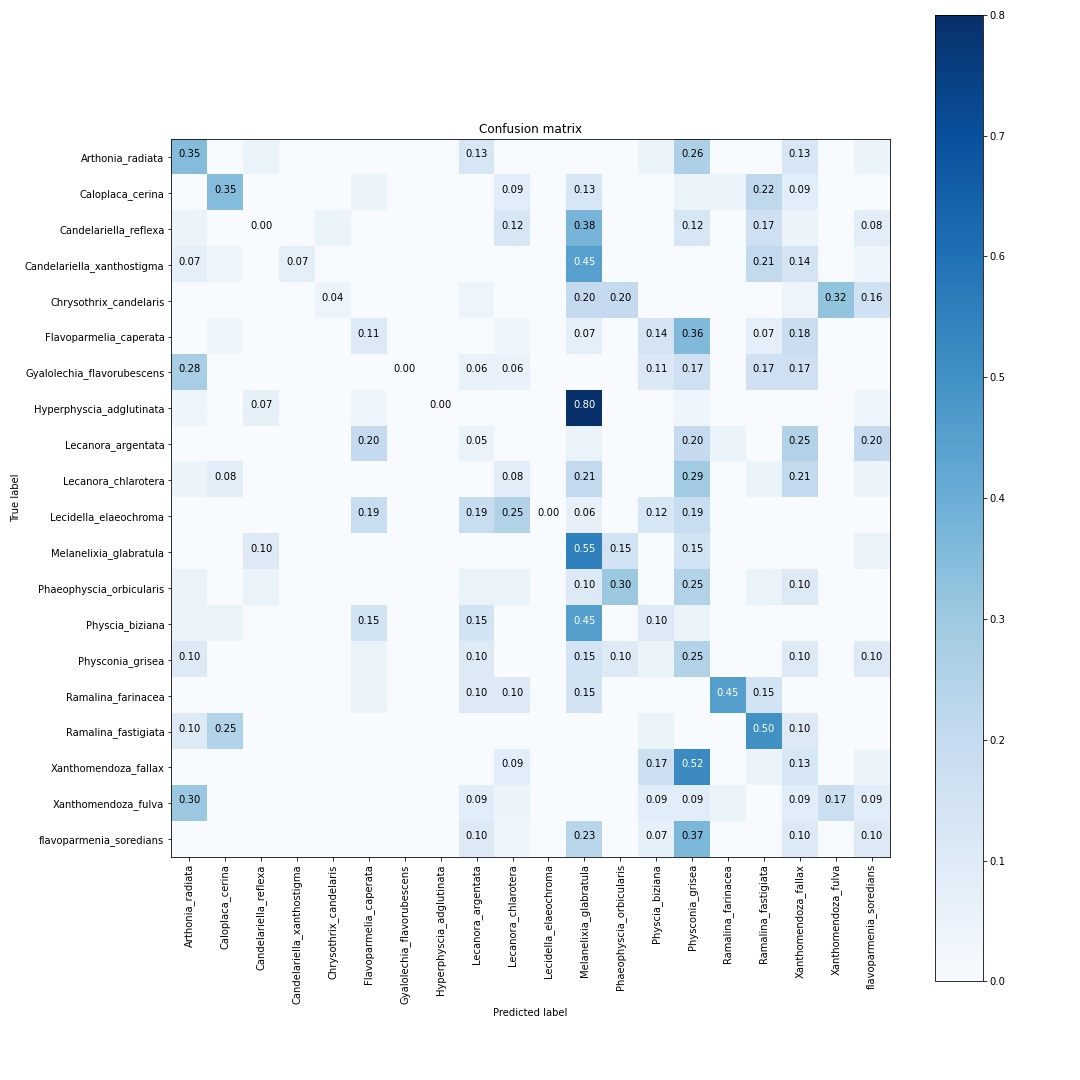 Confusion matrix
Arthonia_radiata 0.35 0.13 0.26 0.13
Caloplaca_cerina 0.35 0.09 0.13 0.22 0.09
Candelariella_reflexa 0.00 0.12 0.38 0.12 0.17 0.08
Candelariella_xanthostigma 0.07 0.07 0.45 0.21 0.14
Chrysothrix_candelaris 0.04 0.20 0.20 0.32 0.16
Flavoparmelia_caperata 0.11 0.07 0.14 0.36 0.07 0.18
Gyalolechia_flavorubescens 0.28 0.00 0.06 0.06 0.11 0.17 0.17 0.17
Hyperphyscia_adglutinata 0.07 0.00 0.80
Lecanora_argentata 0.20 0.05 0.20 0.25 0.20
Lecanora_chlarotera 0.08 0.08 0.21 0.29 0.21
Lecidella_elaeochroma 0.19 0.19 0.25 0.00 0.06 0.12 0.19
Melanelixia_glabratula 0.10 0.55 0.15 0.15
Phaeophyscia_orbicularis 0.10 0.30 0.25 0.10
Physcia_biziana 0.15 0.15 0.45 0.10
Physconia_grisea 0.10 0.10 0.15 0.10 0.25 0.10 0.10
Ramalina_farinacea 0.10 0.10 0.15 0.45 0.15
Ramalina_fastigiata 0.10 0.25 0.50 0.10
Xanthomendoza_fallax 0.09 0.17 0.52 0.13
Xanthomendoza_fulva 0.30 0.09 0.09 0.09 0.09 0.17 0.09
flavoparmenia_soredians 0.10 0.23 0.07 0.37 0.10 0.10
True label
Arthonia_radiata
Caloplaca_cerina
Candelariella_reflexa
Candelariella_xanthostigma
Chrysothrix_candelaris
Flavoparmelia_caperata
Gyalolechia_flavorubescens
Hyperphyscia_adglutinata
Lecanora_argentata
Lecanora_chlarotera
Lecidella_elaeochroma
Melanelixia_glabratula
Phaeophyscia_orbicularis
Physcia_biziana
Physconia_grisea
Ramalina_farinacea
Ramalina_fastigiata
Xanthomendoza_fallax
Xanthomendoza_fulva
flavoparmenia_soredians
Predicted label
0.8
0.7
0.6
0.5
0.4
0.3
0.2
0.1
0.0